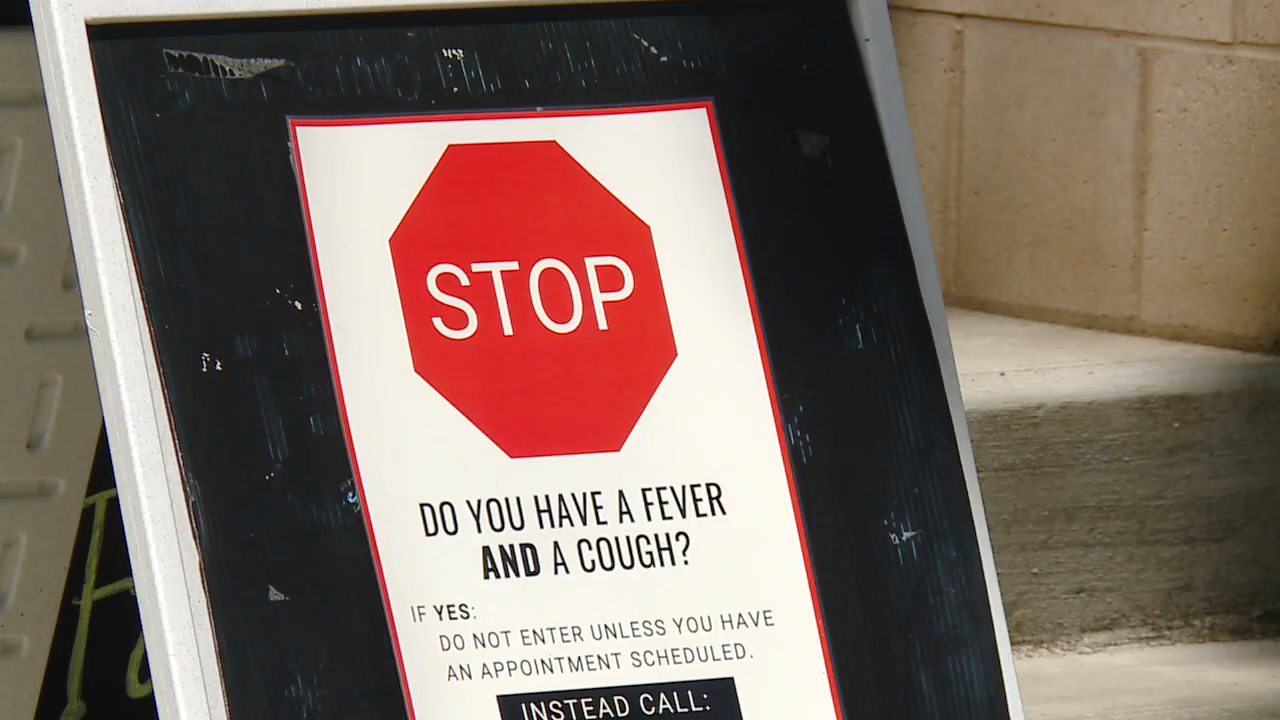 STOP
DO YOU HAVE A FEVER
AND A COUGH?
IF YES:
DO NOT ENTER UNLESS YOU HAVE
AN APPOINTMENT SCHEDULED.
INSTEAD CALL: